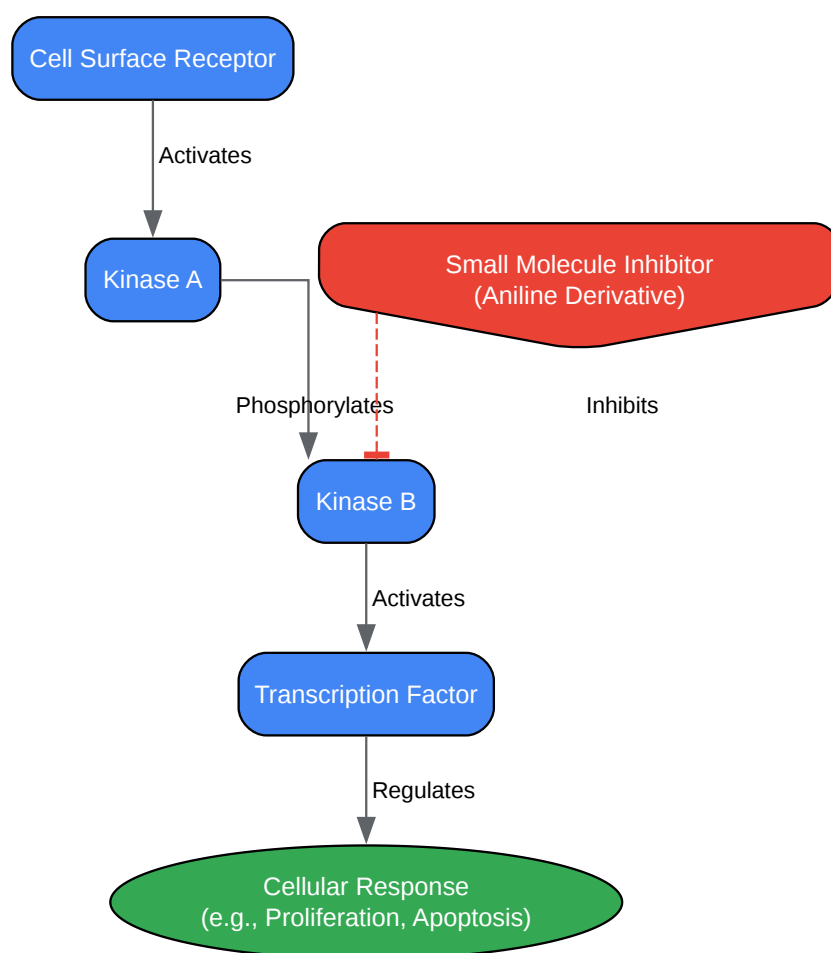 Cell Surface Receptor
Activates
Kinase A
Small Molecule Inhibitor
(Aniline Derivative)
Phosphorylates
Inhibits
Kinase B
Activates
Transcription Factor
Regulates
Cellular Response
(e.g., Proliferation, Apoptosis)